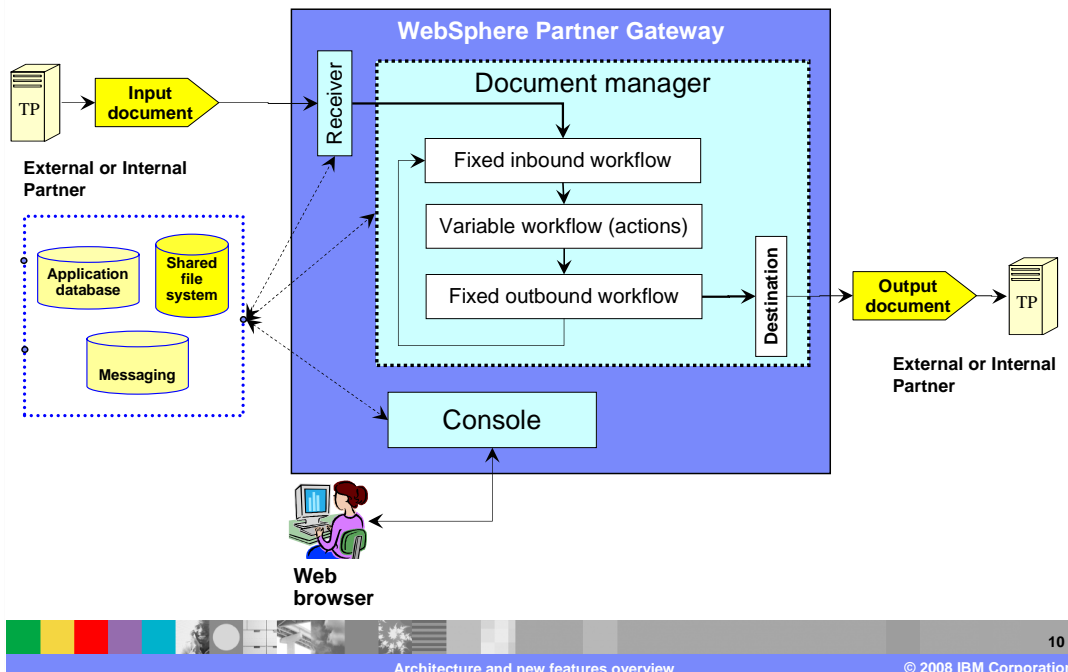 WebSphere Partner Gateway
Document manager
Receiver
TP
Input
document
External or Internal
Partner
Fixed inbound workflow
Variable workflow (actions)
Fixed outbound workflow
Destination
Output
document
TP
External or Internal
Partner
Application
database
Shared
file
system
Messaging
Console
Web
browser
10
Architecture and new features overview
© 2008 IBM Corporation